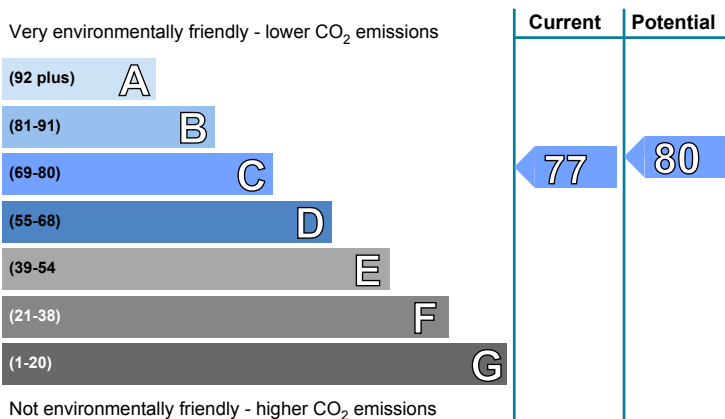 Current Potential
Very environmentally friendly - lower CO2 emissions
(92 plus) A
(81-91) B
(69-80) C
77 80
(55-68) D
(39-54 E
(21-38) F
(1-20) G
Not environmentally friendly - higher CO2 emissions